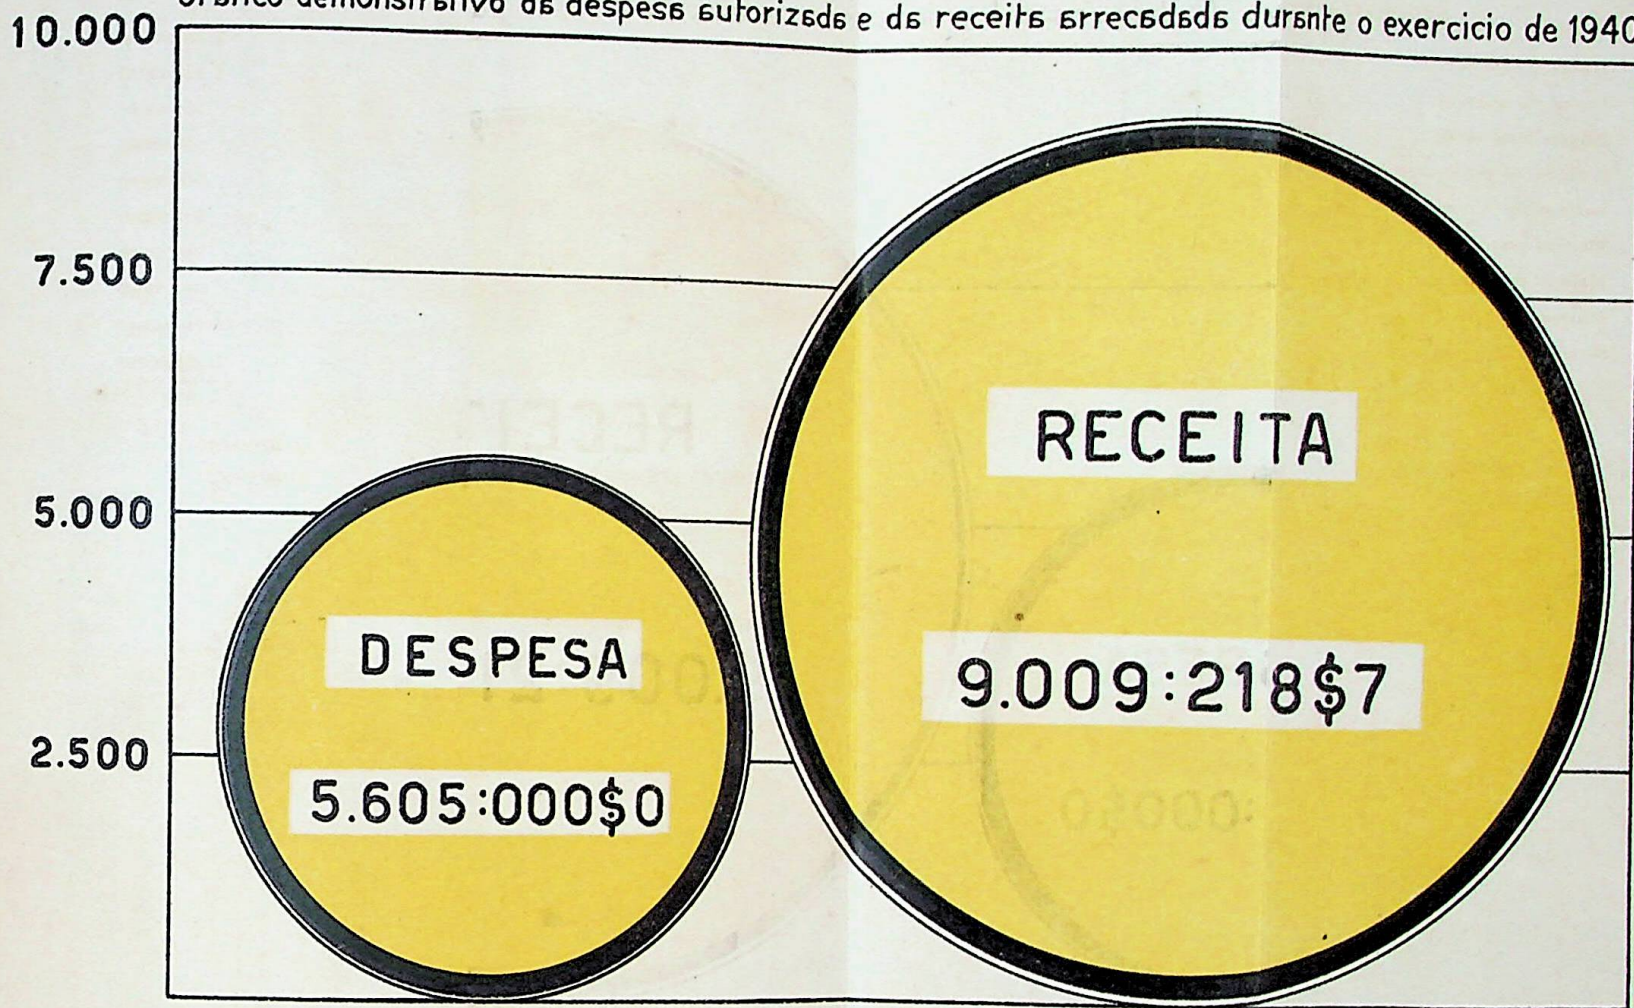 Gráfico demonstrativo da despesa autorizada e da receita arrecadada durante o exercicio de 1940
10.000
7.500
5.000
2.500
RECEITA
9.009:218$7
DESPESA
5.605:000$0